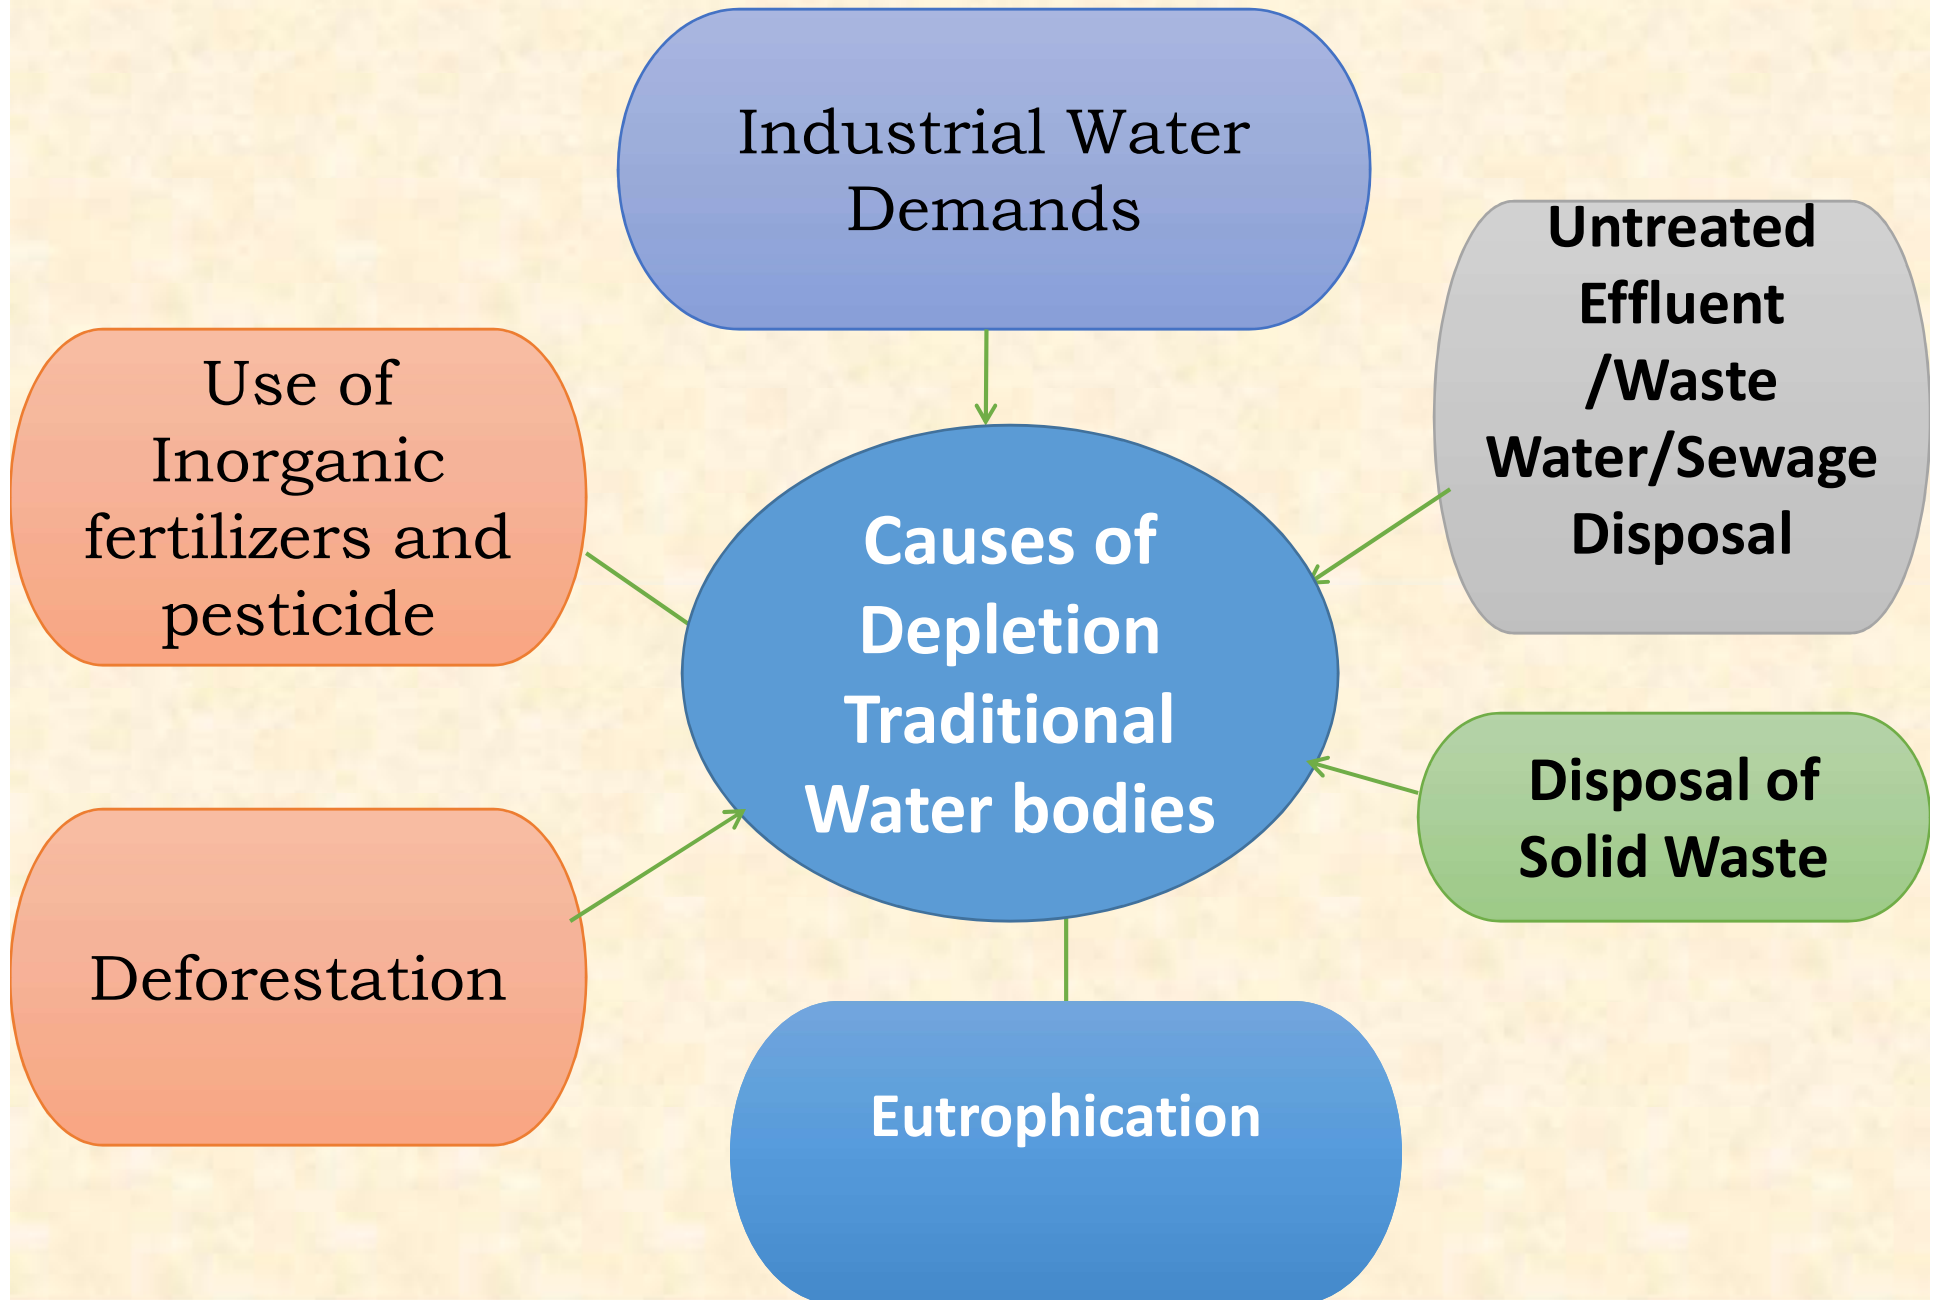 Industrial Water
Demands
Untreated
Effluent
/Waste
Water/Sewage
Disposal
Use of
Inorganic
fertilizers and
pesticide
Causes of
Depletion
Traditional
Water bodies
Disposal of
Solid Waste
Deforestation
Eutrophication